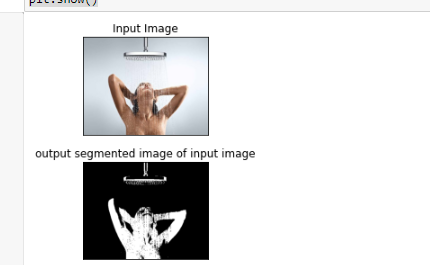 plt.show()
Input Image
output segmented image of input image